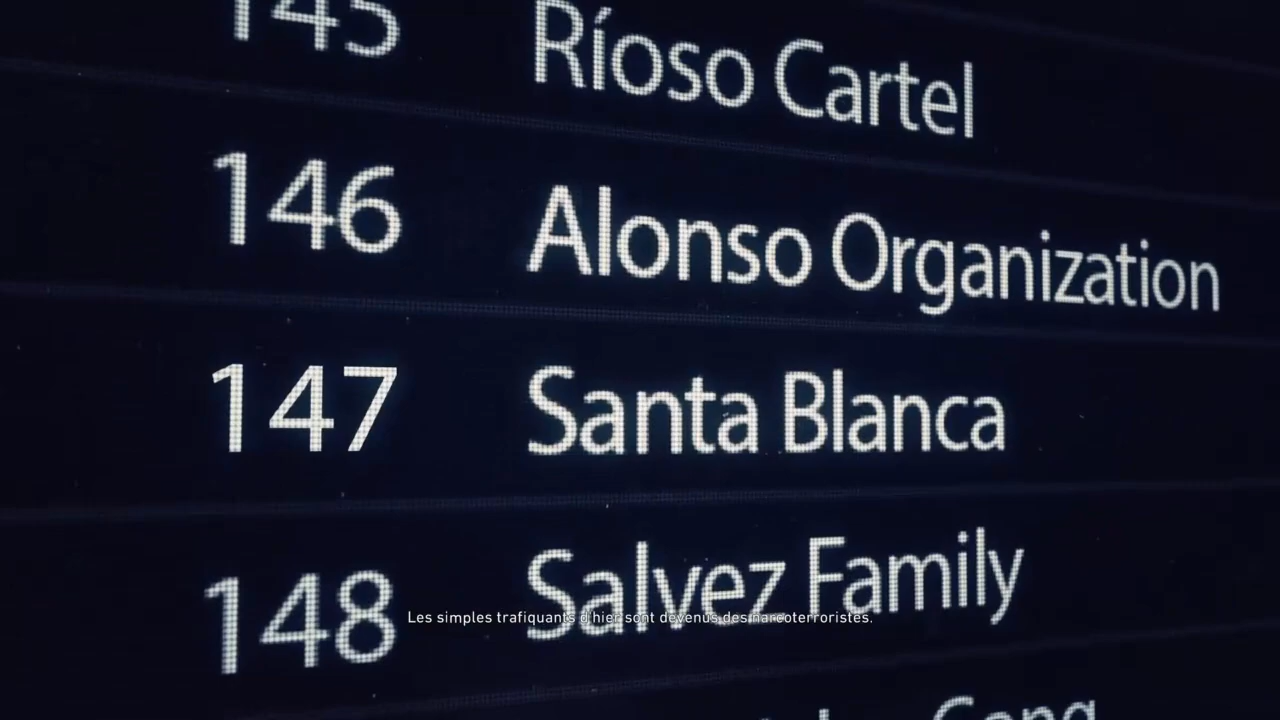 145 Ríoso Cartel
146 Alonso Organization
147 Santa Blanca
148 Salvez Family
Les simples trafiquants d'hier sont devenus des narcoterroristes.